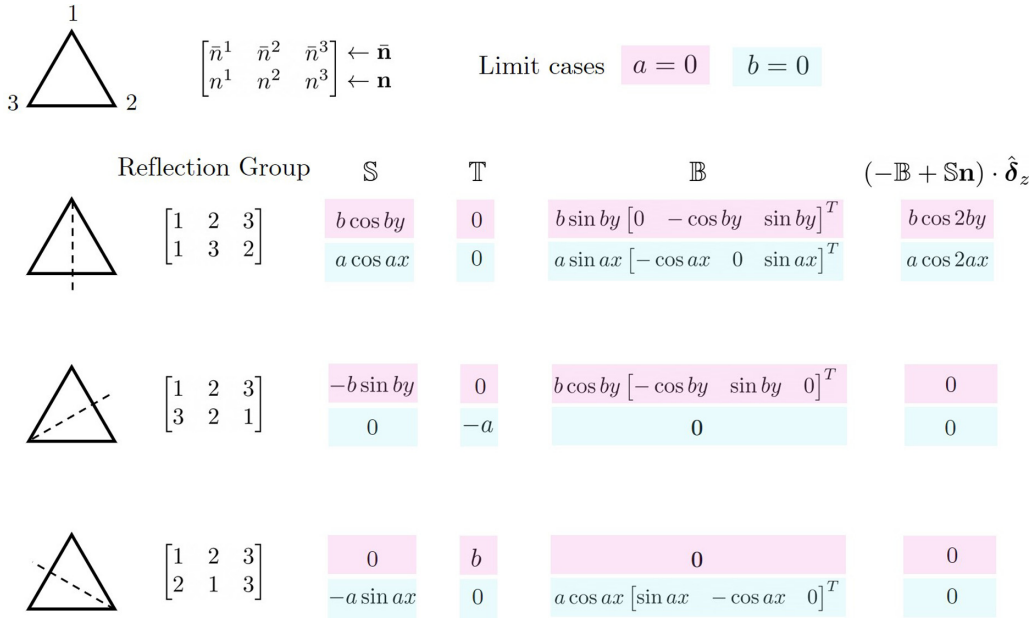 1
3 2
[n̄¹ n̄² n̄³] ← n̄
[n¹ n² n³] ← n
Limit cases a = 0 b = 0
Reflection Group 𝕊 𝕋 𝔹 (−𝔹 + 𝕊n) · δ̂_z
[1 2 3]
[1 3 2]
b cos by 0 b sin by [0 − cos by sin by]^T b cos 2by
a cos ax 0 a sin ax [− cos ax 0 sin ax]^T a cos 2ax
[1 2 3]
[3 2 1]
−b sin by 0 b cos by [− cos by sin by 0]^T 0
0 −a 0 0
[1 2 3]
[2 1 3]
0 b 0 0
−a sin ax 0 a cos ax [sin ax − cos ax 0]^T 0